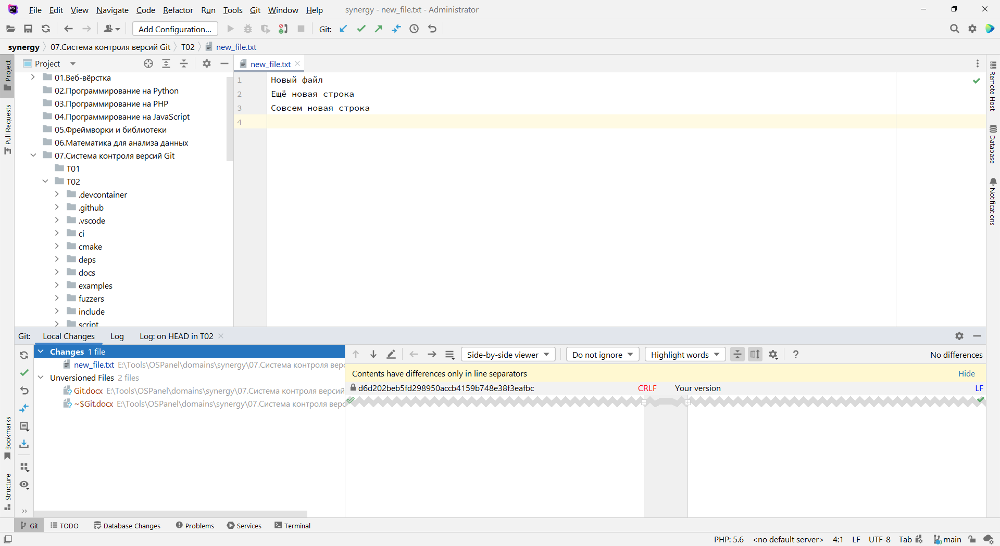 File Edit View Navigate Code Refactor Run Tools Git Window Help synergy - new_file.txt - Administrator
Add Configuration... Git:
synergy 07.Система контроля версий Git T02 new_file.txt
Project
new_file.txt
01.Веб-вёрстка
02.Программирование на Python
03.Программирование на PHP
04.Программирование на JavaScript
05.Фреймворки и библиотеки
06.Математика для анализа данных
07.Система контроля версий Git
T01
T02
.devcontainer
.github
.vscode
ci
cmake
deps
docs
examples
fuzzers
include
script
1 Новый файл
2 Ещё новая строка
3 Совсем новая строка
4
Project
Pull Requests
Bookmarks
Structure
Remote Host
Database
Notifications
Git: Local Changes Log Log: on HEAD in T02
Changes 1 file
new_file.txt E:\Tools\OSPanel\domains\synergy\07.Система контроля верс
Unversioned Files 2 files
Git.docx E:\Tools\OSPanel\domains\synergy\07.Система контроля версий
~$Git.docx E:\Tools\OSPanel\domains\synergy\07.Система контроля верс
Side-by-side viewer Do not ignore Highlight words ? No differences
Contents have differences only in line separators Hide
d6d202beb5fd298950accb4159b748e38f3eafbc CRLF Your version LF
Git TODO Database Changes Problems Services Terminal
PHP: 5.6 <no default server> 4:1 LF UTF-8 Tab main